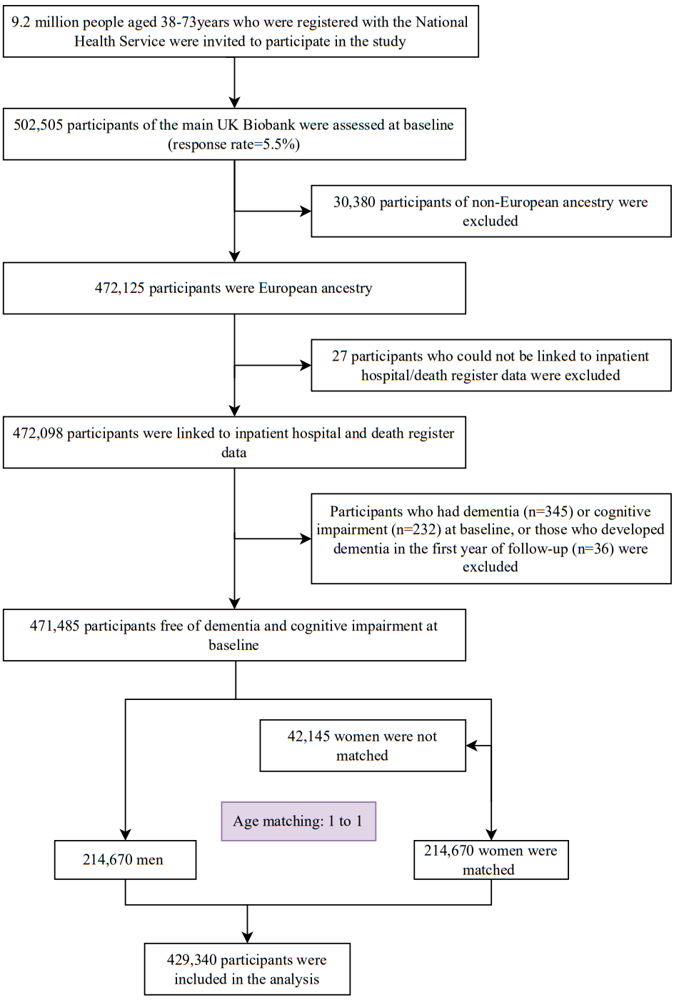 9.2 million people aged 38-73years who were registered with the National
Health Service were invited to participate in the study
502,505 participants of the main UK Biobank were assessed at baseline
(response rate=5.5%)
30,380 participants of non-European ancestry were
excluded
472,125 participants were European ancestry
27 participants who could not be linked to inpatient
hospital/death register data were excluded
472,098 participants were linked to inpatient hospital and death register
data
Participants who had dementia (n=345) or cognitive
impairment (n=232) at baseline, or those who developed
dementia in the first year of follow-up (n=36) were
excluded
471,485 participants free of dementia and cognitive impairment at
baseline
42,145 women were not
matched
Age matching: 1 to 1
214,670 men
214,670 women were
matched
429,340 participants were
included in the analysis